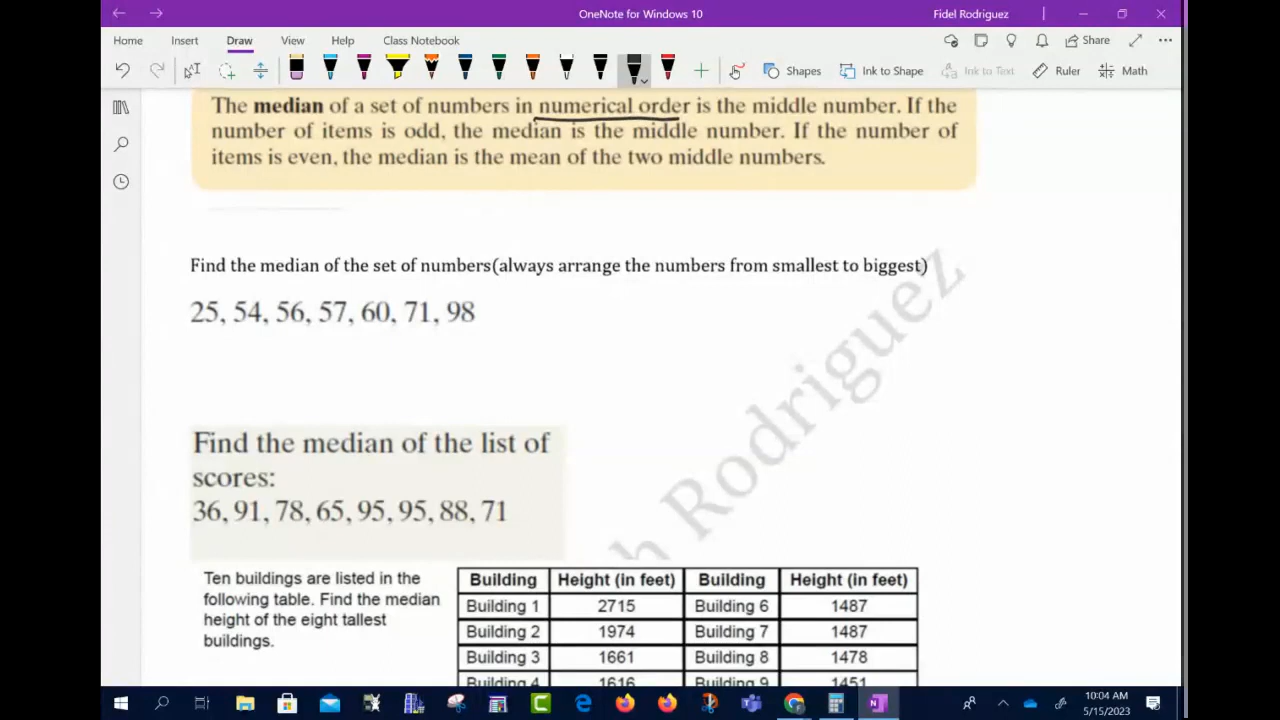 OneNote for Windows 10
Fidel Rodriguez
Home Insert Draw View Help Class Notebook
Share
Shapes Ink to Shape Ink to Text Ruler Math
The median of a set of numbers in numerical order is the middle number. If the
number of items is odd, the median is the middle number. If the number of
items is even, the median is the mean of the two middle numbers.
Find the median of the set of numbers(always arrange the numbers from smallest to biggest)
25, 54, 56, 57, 60, 71, 98
Find the median of the list of
scores:
36, 91, 78, 65, 95, 95, 88, 71
h Rodriguez
Ten buildings are listed in the
following table. Find the median
height of the eight tallest
buildings.
Building Height (in feet) Building Height (in feet)
Building 1 2715 Building 6 1487
Building 2 1974 Building 7 1487
Building 3 1661 Building 8 1478
Building 4 1616 Building 9 1451
10:04 AM
5/15/2023